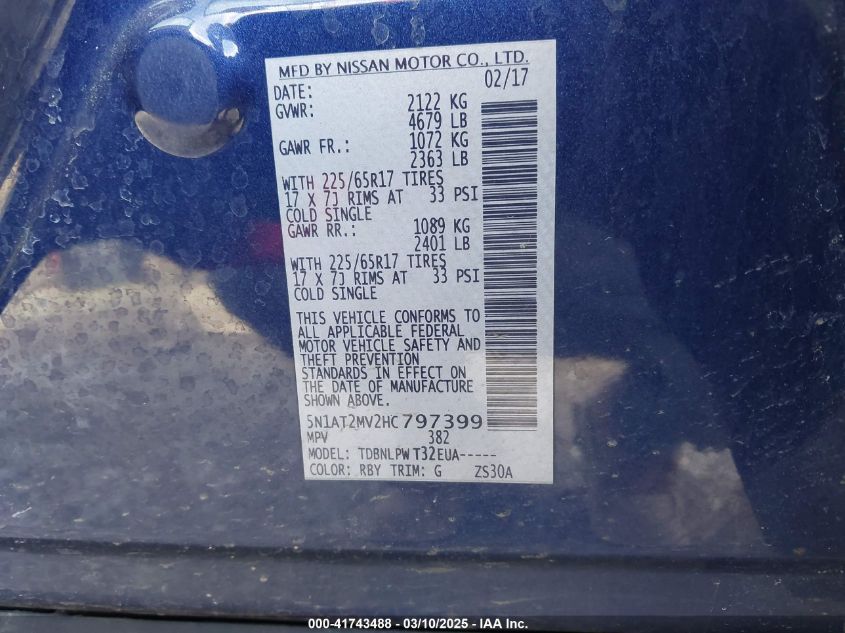 MFD BY NISSAN MOTOR CO., LTD.
DATE: 02/17
GVWR: 2122 KG
4679 LB
GAWR FR.: 1072 KG
2363 LB
WITH 225/65R17 TIRES
17 X 7J RIMS AT 33 PSI
COLD SINGLE
GAWR RR.: 1089 KG
2401 LB
WITH 225/65R17 TIRES
17 X 7J RIMS AT 33 PSI
COLD SINGLE
THIS VEHICLE CONFORMS TO
ALL APPLICABLE FEDERAL
MOTOR VEHICLE SAFETY AND
THEFT PREVENTION
STANDARDS IN EFFECT ON
THE DATE OF MANUFACTURE
SHOWN ABOVE.
5N1AT2MV2HC797399
MPV 382
MODEL: TDBNLPW T32EUA-----
COLOR: RBY TRIM: G ZS30A
000-41743488 - 03/10/2025 - IAA Inc.